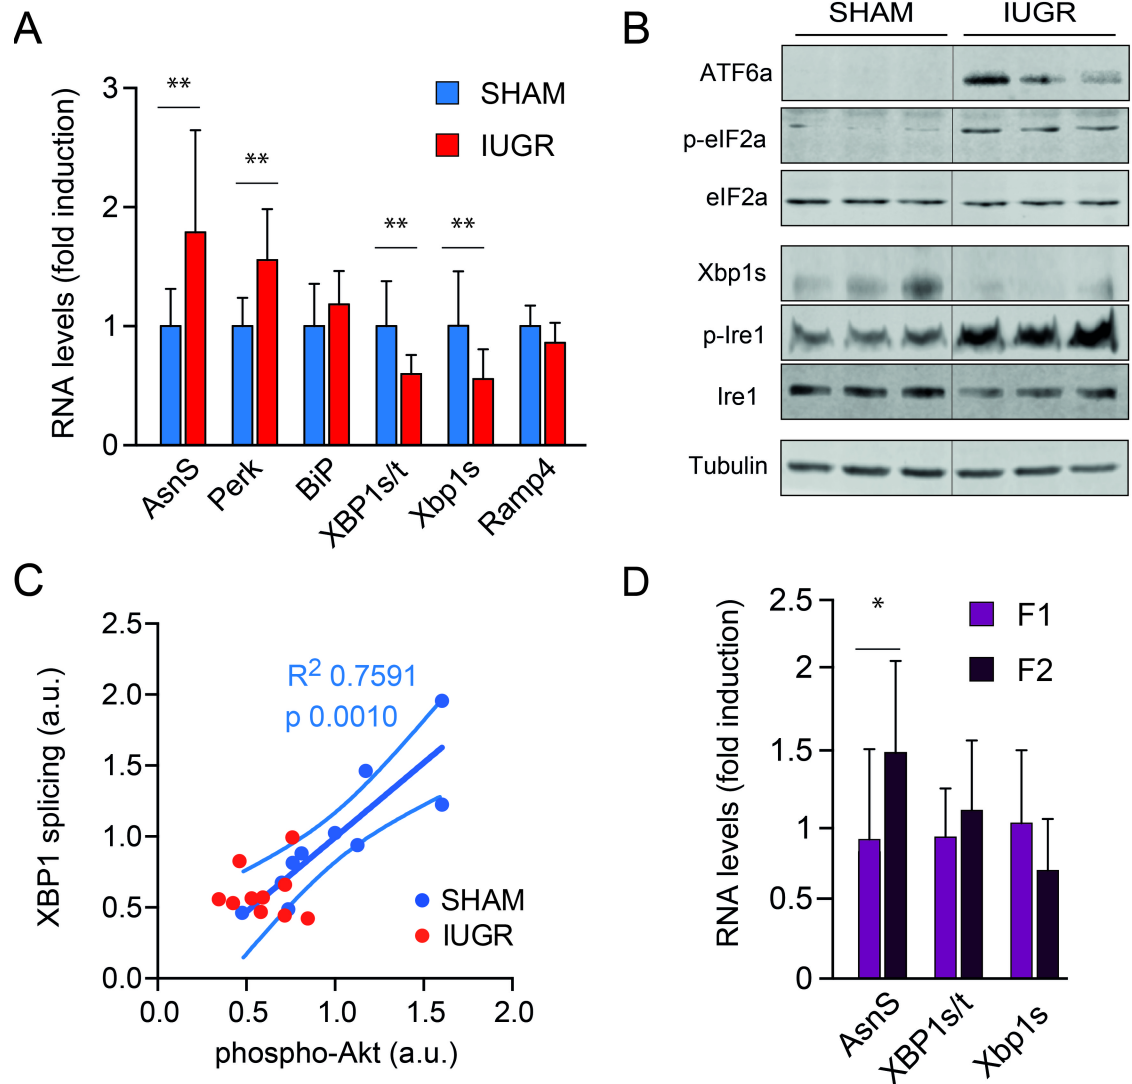 A
RNA levels (fold induction)
3
2
1
0
**
**
**
**
SHAM
IUGR
AsnS
Perk
BiP
XBP1s/t
Xbp1s
Ramp4
B
SHAM
IUGR
ATF6a
p-eIF2a
eIF2a
Xbp1s
p-Ire1
Ire1
Tubulin
C
XBP1 splicing (a.u.)
2.5
2.0
1.5
1.0
0.5
0.0
R2 0.7591
p 0.0010
SHAM
IUGR
0.0 0.5 1.0 1.5 2.0
phospho-Akt (a.u.)
D
RNA levels (fold induction)
2.5
2
1.5
1
0.5
0
*
F1
F2
AsnS
XBP1s/t
Xbp1s